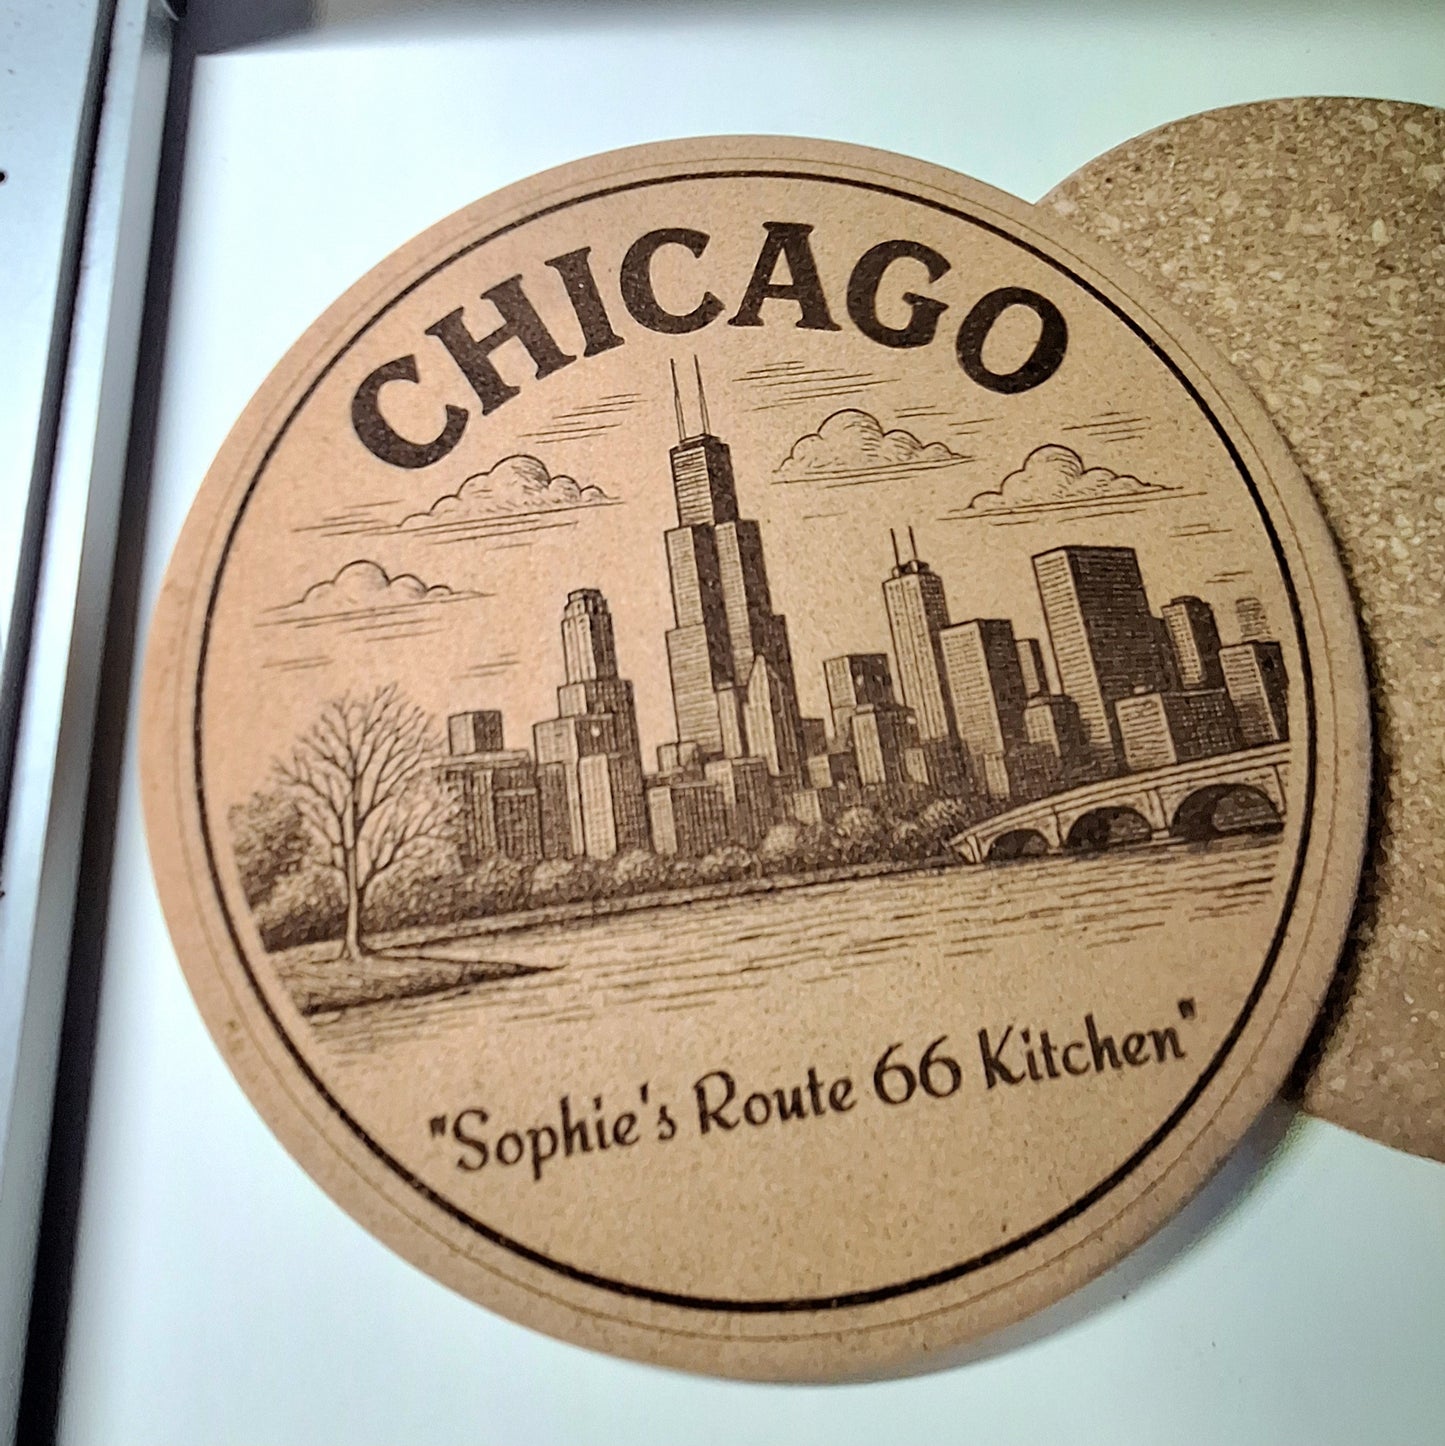 CHICAGO
"Sophie's Route 66 Kitchen"